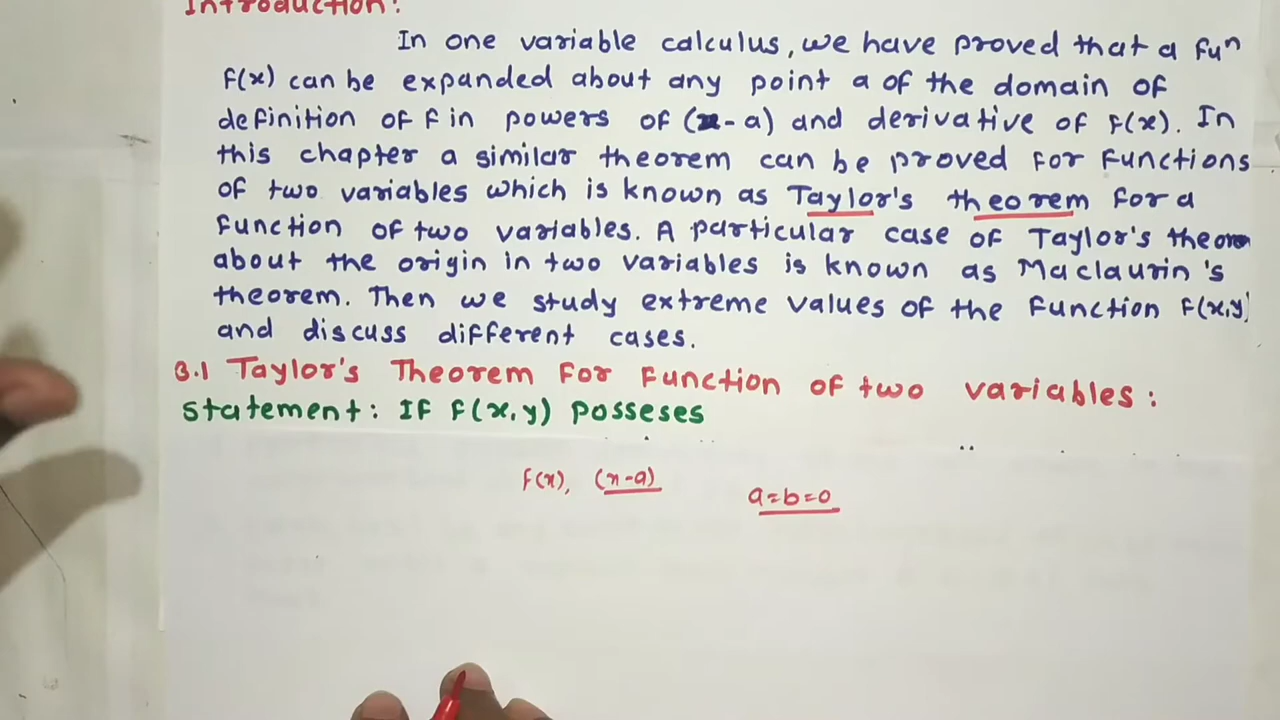 Introduction:
In one variable calculus, we have proved that a funⁿ
f(x) can be expanded about any point a of the domain of
definition of f in powers of (x-a) and derivative of f(x). In
this chapter a similar theorem can be proved for functions
of two variables which is known as Taylor's theorem for a
function of two variables. A particular case of Taylor's theorem
about the origin in two variables is known as Maclaurin's
theorem. Then we study extreme values of the function f(x,y)
and discuss different cases.
3.1 Taylor's Theorem for function of two variables:
Statement: If f(x,y) posseses
f(x), (x-a)
a=b=0